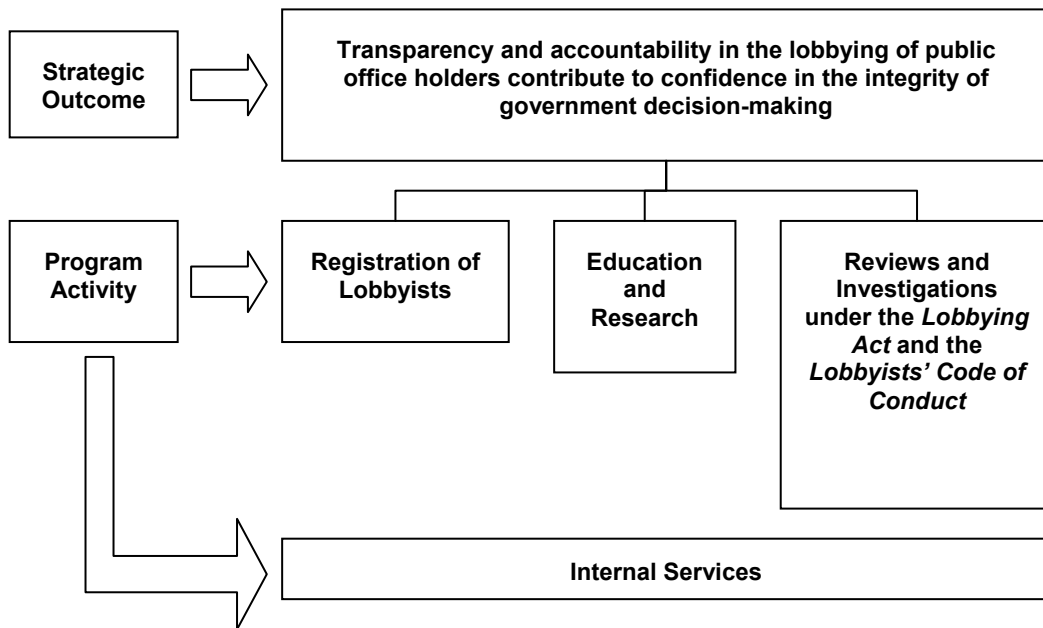 Strategic
Outcome
Transparency and accountability in the lobbying of public
office holders contribute to confidence in the integrity of
government decision-making
Program
Activity
Registration of
Lobbyists
Education
and
Research
Reviews and
Investigations
under the Lobbying
Act and the
Lobbyists’ Code of
Conduct
Internal Services